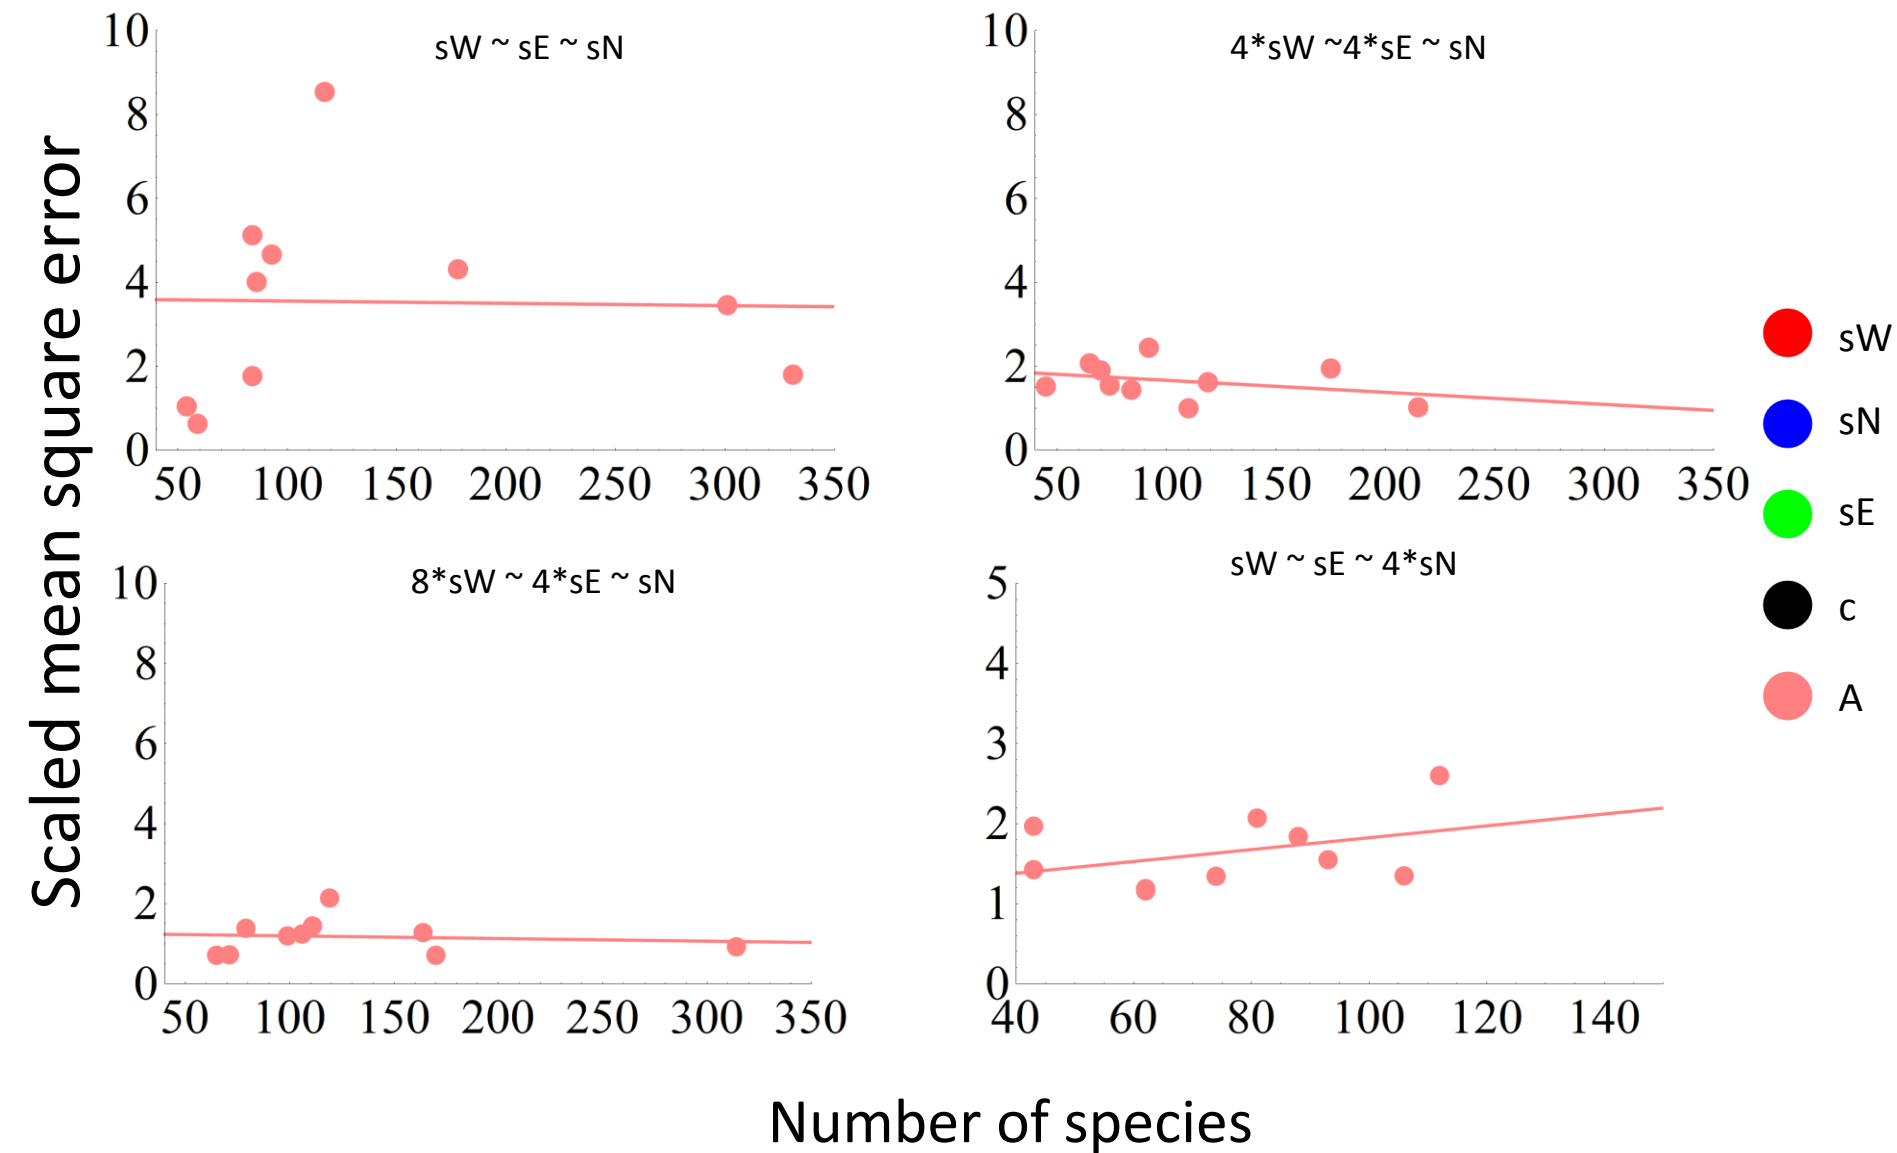 Scaled mean square error
sW ~ sE ~ sN
10
8
6
4
2
0
50 100 150 200 250 300 350
4*sW ~4*sE ~ sN
10
8
6
4
2
0
50 100 150 200 250 300 350
8*sW ~ 4*sE ~ sN
10
8
6
4
2
0
50 100 150 200 250 300 350
sW ~ sE ~ 4*sN
5
4
3
2
1
0
40 60 80 100 120 140
sW
sN
sE
c
A
Number of species